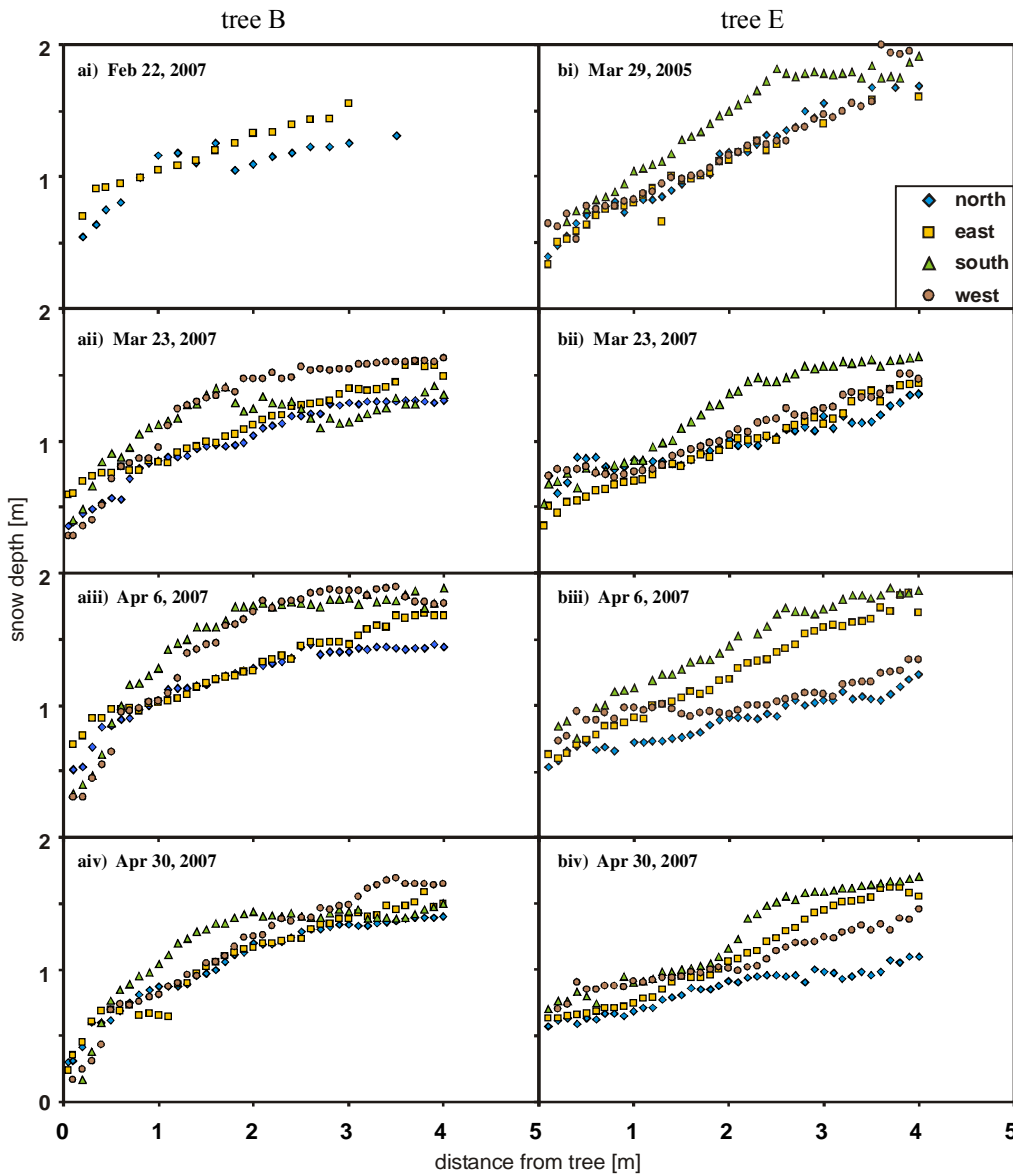 tree B
tree E
2
ai) Feb 22, 2007
1
bi) Mar 29, 2005
north
east
south
west
2
aii) Mar 23, 2007
1
bii) Mar 23, 2007
2
aiii) Apr 6, 2007
1
biii) Apr 6, 2007
2
aiv) Apr 30, 2007
1
0
biv) Apr 30, 2007
snow depth [m]
0 1 2 3 4 5 1 2 3 4 5
distance from tree [m]